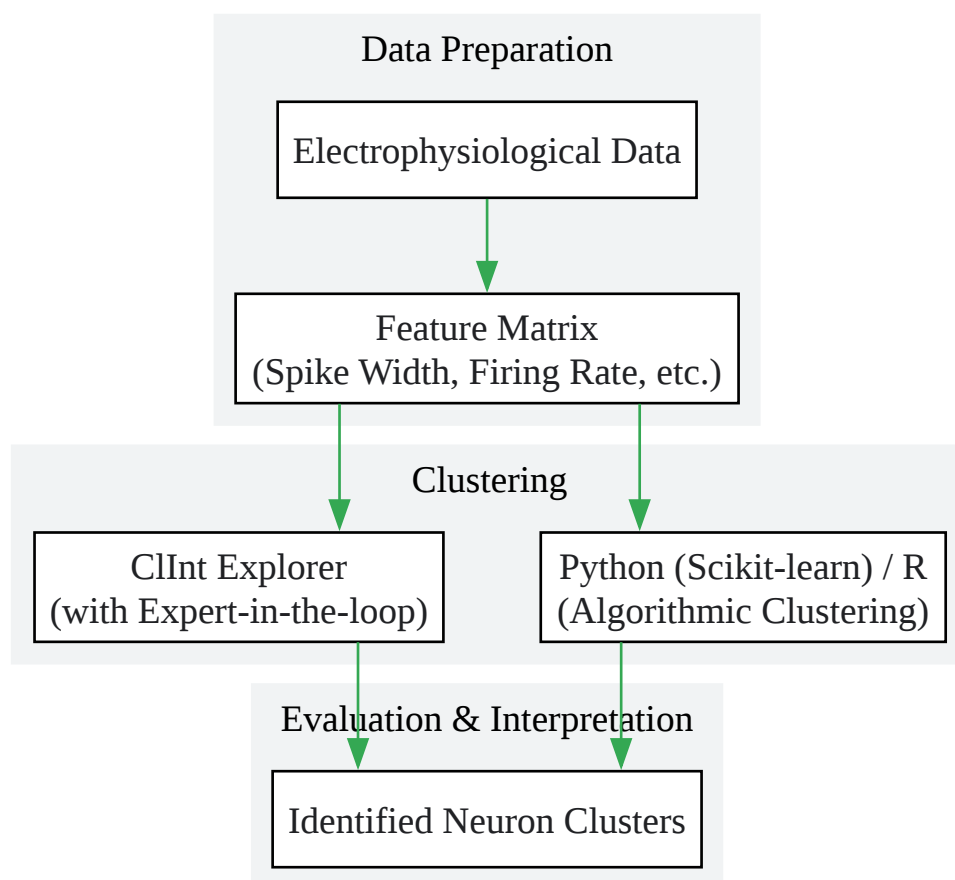 Data Preparation
Electrophysiological Data
Feature Matrix
(Spike Width, Firing Rate, etc.)
Clustering
ClInt Explorer
(with Expert-in-the-loop)
Python (Scikit-learn) / R
(Algorithmic Clustering)
Evaluation & Interpretation
Identified Neuron Clusters